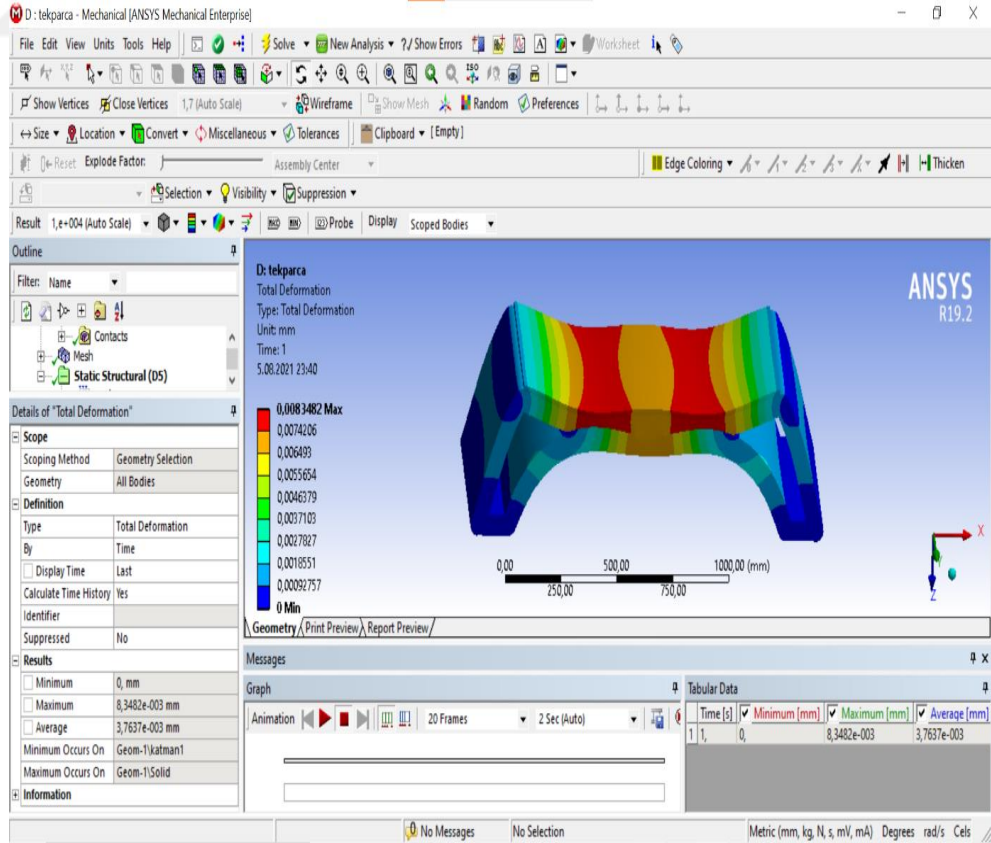 D : tekparca - Mechanical [ANSYS Mechanical Enterprise]
File Edit View Units Tools Help Solve New Analysis ?/ Show Errors Worksheet
Show Vertices Close Vertices 1,7 (Auto Scale) Wireframe Show Mesh Random Preferences
Size Location Convert Miscellaneous Tolerances Clipboard [Empty]
Reset Explode Factor: Assembly Center Edge Coloring Thicken
Selection Visibility Suppression
Result 1,e+004 (Auto Scale) Probe Display Scoped Bodies
Outline
Filter: Name
Contacts
Mesh
Static Structural (D5)
Details of "Total Deformation"
Scope
Scoping Method Geometry Selection
Geometry All Bodies
Definition
Type Total Deformation
By Time
Display Time Last
Calculate Time History Yes
Identifier
Suppressed No
Results
Minimum 0, mm
Maximum 8,3482e-003 mm
Average 3,7637e-003 mm
Minimum Occurs On Geom-1\katman1
Maximum Occurs On Geom-1\Solid
Information
D: tekparca
Total Deformation
Type: Total Deformation
Unit: mm
Time: 1
5.08.2021 23:40
0,0083482 Max
0,0074206
0,006493
0,0055654
0,0046379
0,0037103
0,0027827
0,0018551
0,00092757
0 Min
ANSYS
R19.2
0,00 500,00 1000,00 (mm)
250,00 750,00
X
Z
Geometry Print Preview Report Preview
Messages
Graph
Animation 20 Frames 2 Sec (Auto)
Tabular Data
Time [s] Minimum [mm] Maximum [mm] Average [mm]
1 1, 0, 8,3482e-003 3,7637e-003
0 No Messages No Selection Metric (mm, kg, N, s, mV, mA) Degrees rad/s Cels